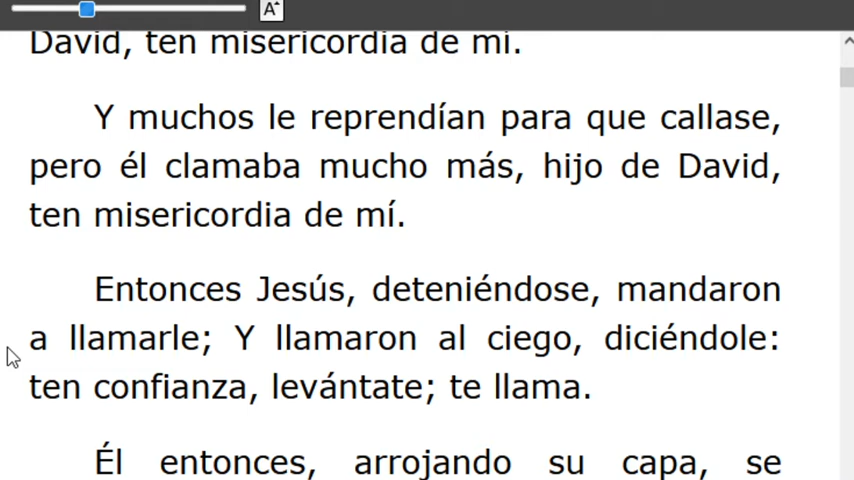 David, ten misericordia de mí.
Y muchos le reprendían para que callase,
pero él clamaba mucho más, hijo de David,
ten misericordia de mí.
Entonces Jesús, deteniéndose, mandaron
a llamarle; Y llamaron al ciego, diciéndole:
ten confianza, levántate; te llama.
Él entonces, arrojando su capa, se